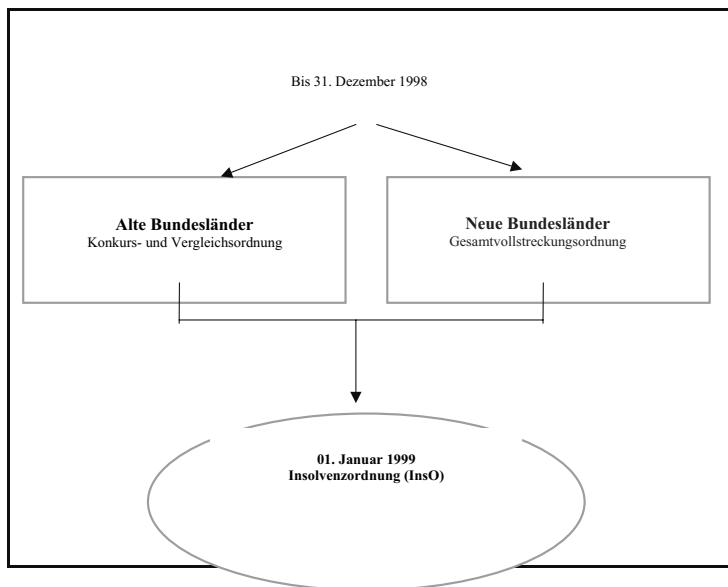 Bis 31. Dezember 1998
Alte Bundesländer
Konkurs- und Vergleichsordnung
Neue Bundesländer
Gesamtvollstreckungsordnung
01. Januar 1999
Insolvenzordnung (InsO)